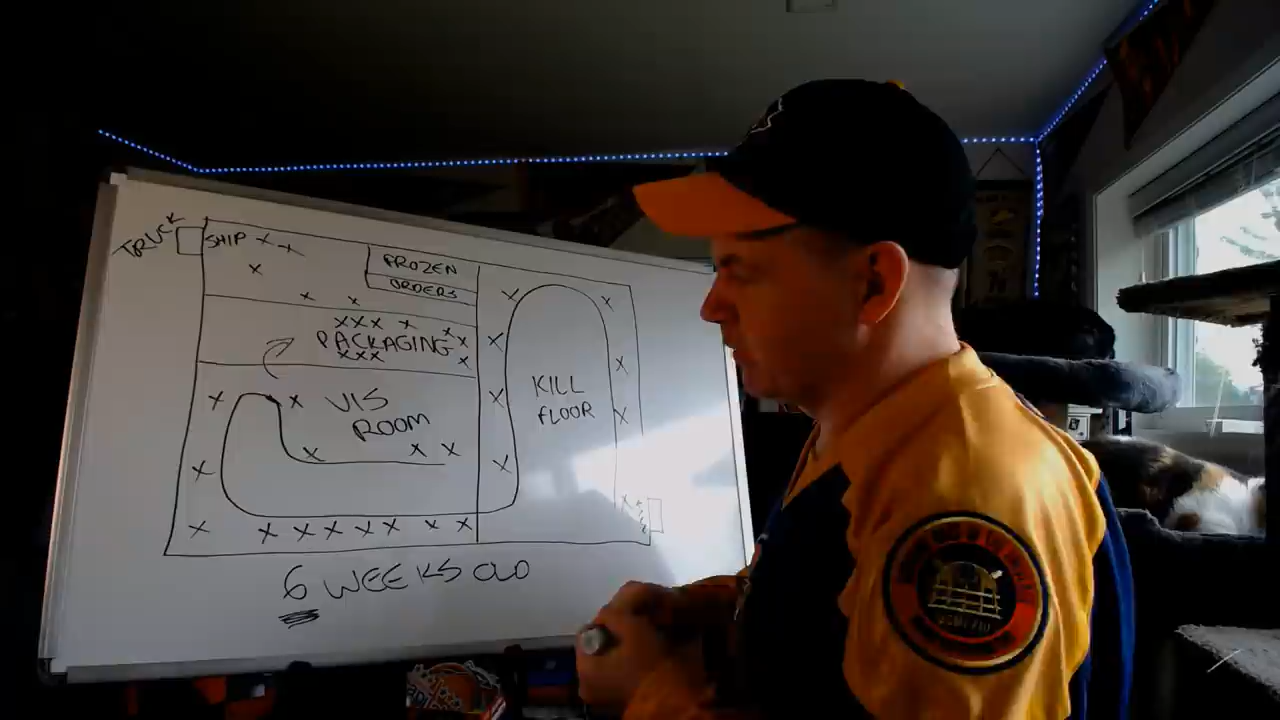 TRUCK
SHIP
FROZEN
ORDERS
PACKAGING
VIS
ROOM
KILL
FLOOR
6 WEEKS OLD